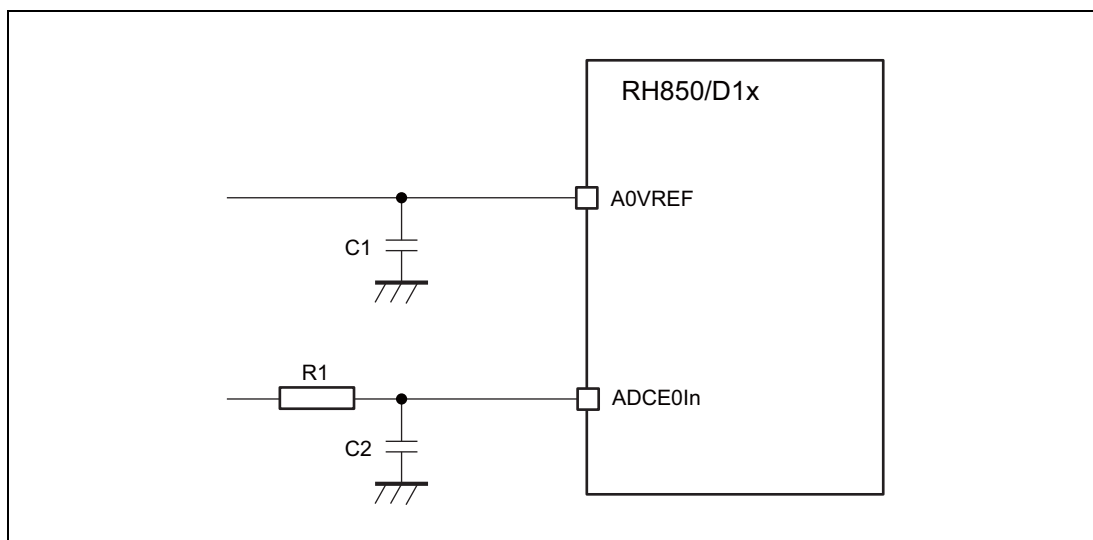 RH850/D1x
A0VREF
C1
R1
ADCE0In
C2